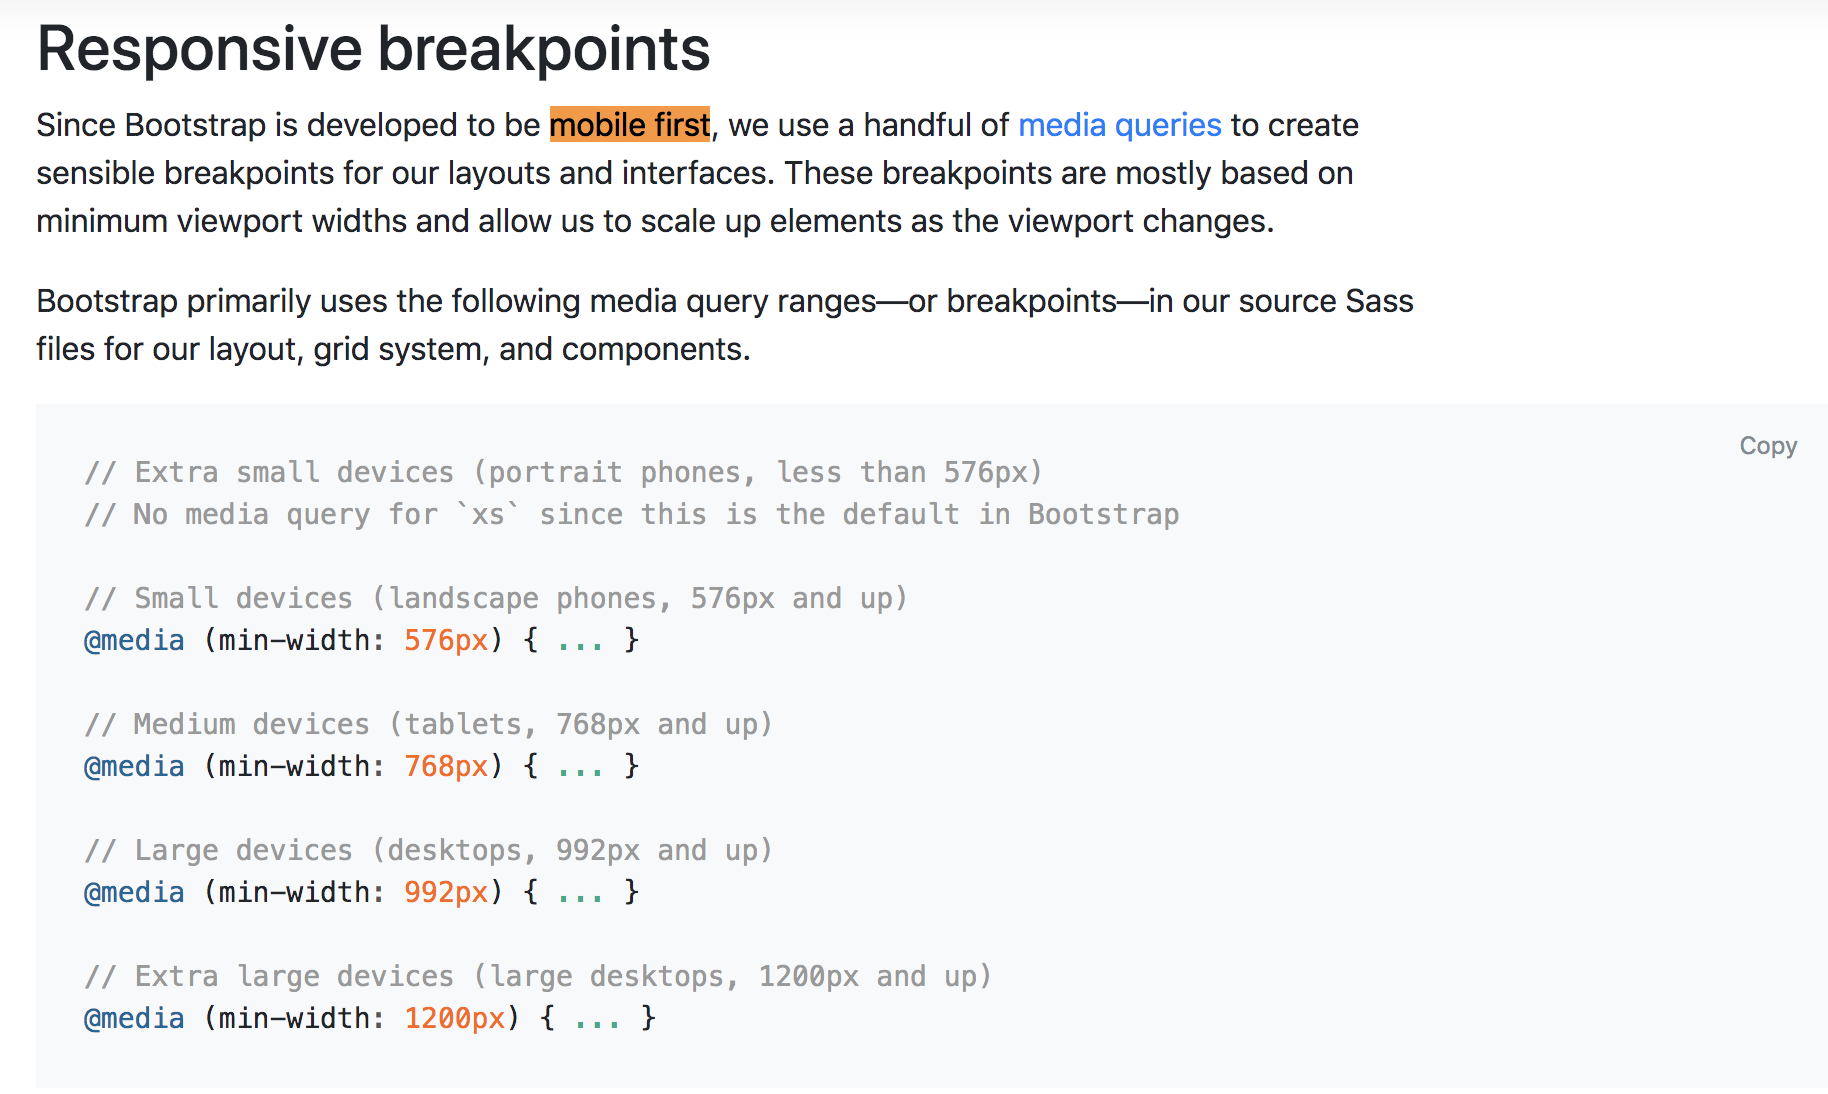 Responsive breakpoints
Since Bootstrap is developed to be mobile first, we use a handful of media queries to create
sensible breakpoints for our layouts and interfaces. These breakpoints are mostly based on
minimum viewport widths and allow us to scale up elements as the viewport changes.
Bootstrap primarily uses the following media query ranges—or breakpoints—in our source Sass
files for our layout, grid system, and components.
Copy
// Extra small devices (portrait phones, less than 576px)
// No media query for `xs` since this is the default in Bootstrap
// Small devices (landscape phones, 576px and up)
@media (min-width: 576px) { ... }
// Medium devices (tablets, 768px and up)
@media (min-width: 768px) { ... }
// Large devices (desktops, 992px and up)
@media (min-width: 992px) { ... }
// Extra large devices (large desktops, 1200px and up)
@media (min-width: 1200px) { ... }